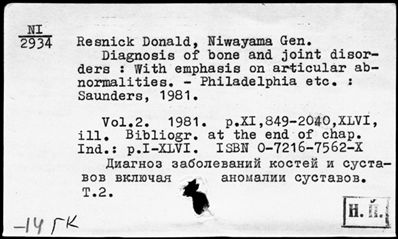 NI
2934
Resnick Donald, Niwayama Gen.
Diagnosis of bone and joint disor-
ders : With emphasis on articular ab-
normalities. - Philadelphia etc. :
Saunders, 1981.
Vol.2. 1981. p.XI,849-2040,XLVI,
ill. Bibliogr. at the end of chap.
Ind.: p.I-XLVI. ISBN 0-7216-7562-X
Диагноз заболеваний костей и суста-
вов включая аномалии суставов.
Т.2.
-14 ГК
Н. П.